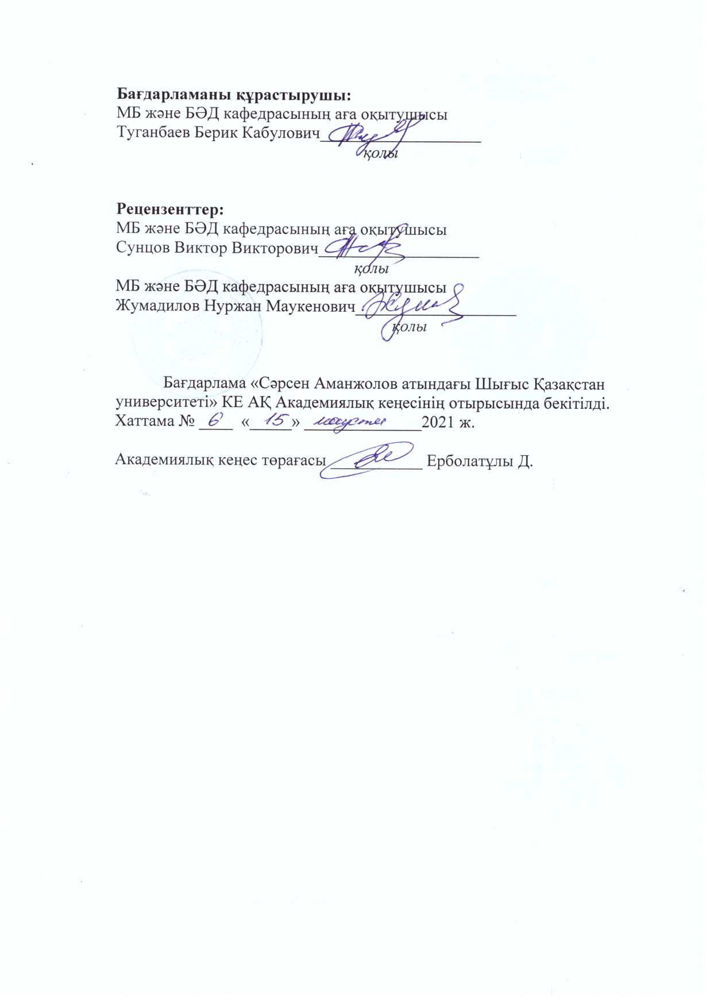 Бағдарламаны құрастырушы:
МБ және БӘД кафедрасының аға оқытушысы
Туганбаев Берик Кабулович____________________
қолы
Рецензенттер:
МБ және БӘД кафедрасының аға оқытушысы
Сунцов Виктор Викторович____________________
қолы
МБ және БӘД кафедрасының аға оқытушысы
Жумадилов Нуржан Маукенович____________________
қолы
Бағдарлама «Сәрсен Аманжолов атындағы Шығыс Қазақстан
университеті» КЕ АҚ Академиялық кеңесінің отырысында бекітілді.
Хаттама № 6 «15» маусым 2021 ж.
Академиялық кеңес төрағасы ___________ Ерболатұлы Д.